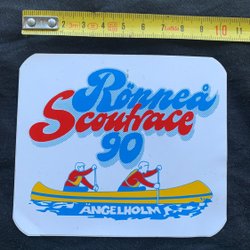 Rönneå
Scoutrace
90
ÄNGELHOLM